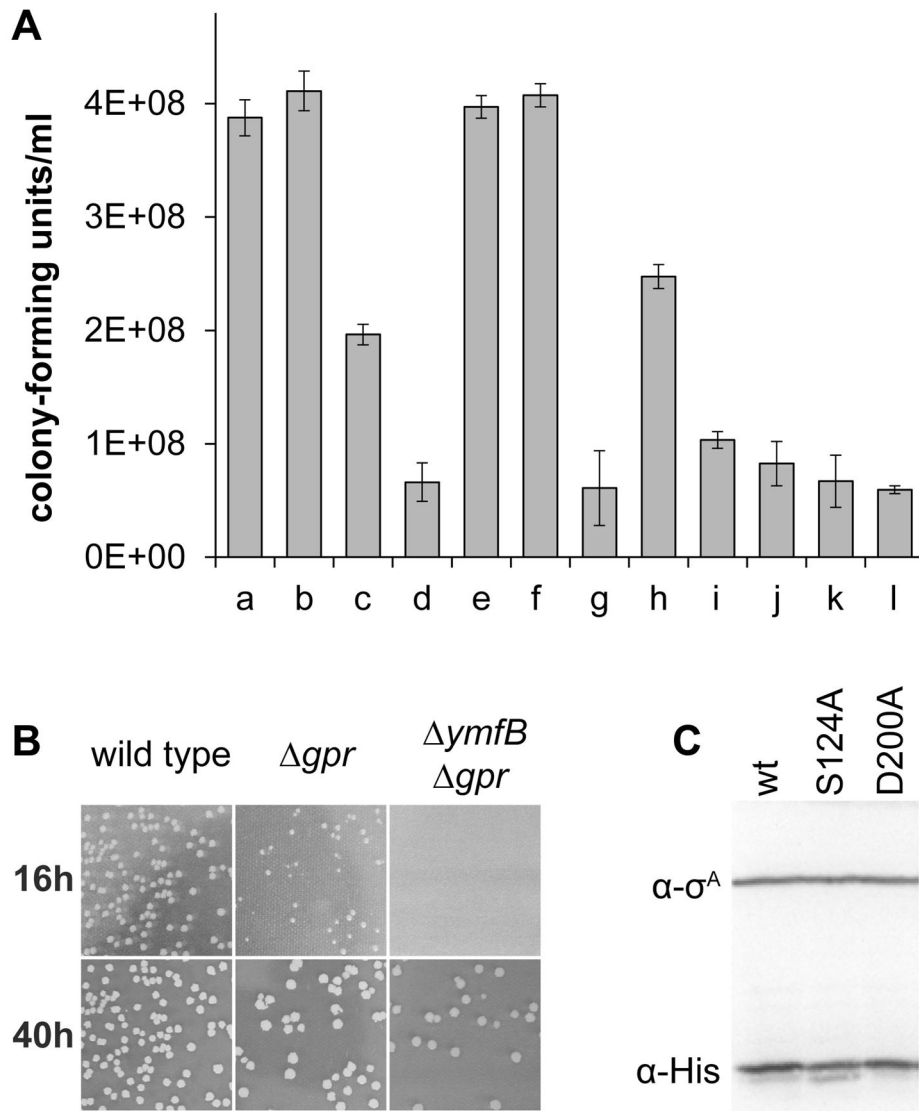 A
colony-forming units/ml
4E+08
3E+08
2E+08
1E+08
0E+00
a b c d e f g h i j k l
B
wild type Δgpr ΔymfB Δgpr
16h
40h
C
wt S124A D200A
α-σᴬ
α-His